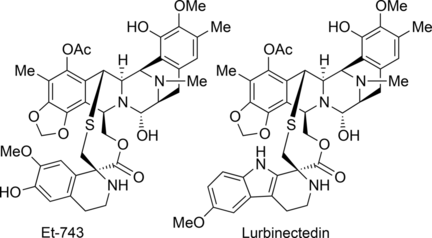 OMe OMe
HO Me HO Me
OAc OAc
Me H Me H
N Me N Me
O N O N
O S OH O S OH
O O
MeO O H O
N
HO NH O NH O
MeO
Et-743 Lurbinectedin